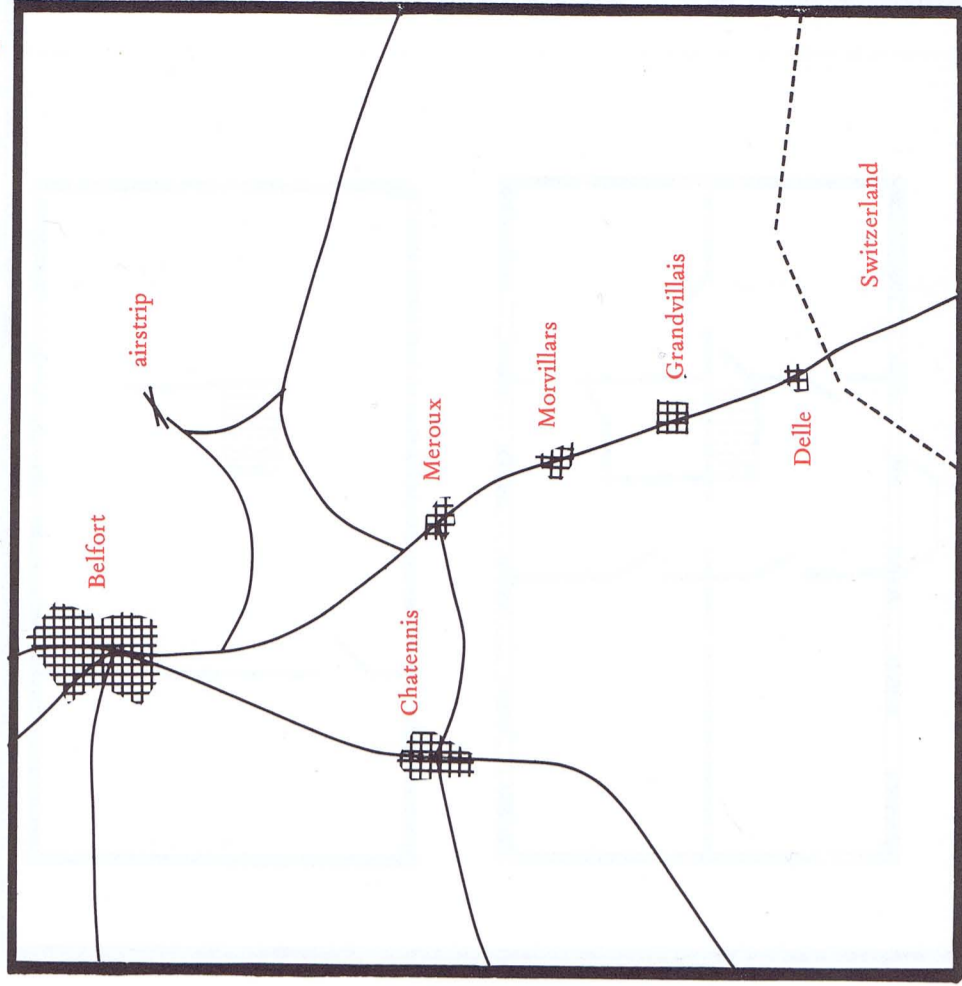 Belfort
airstrip
Chatennis
Meroux
Morvillars
Grandvillais
Delle
Switzerland